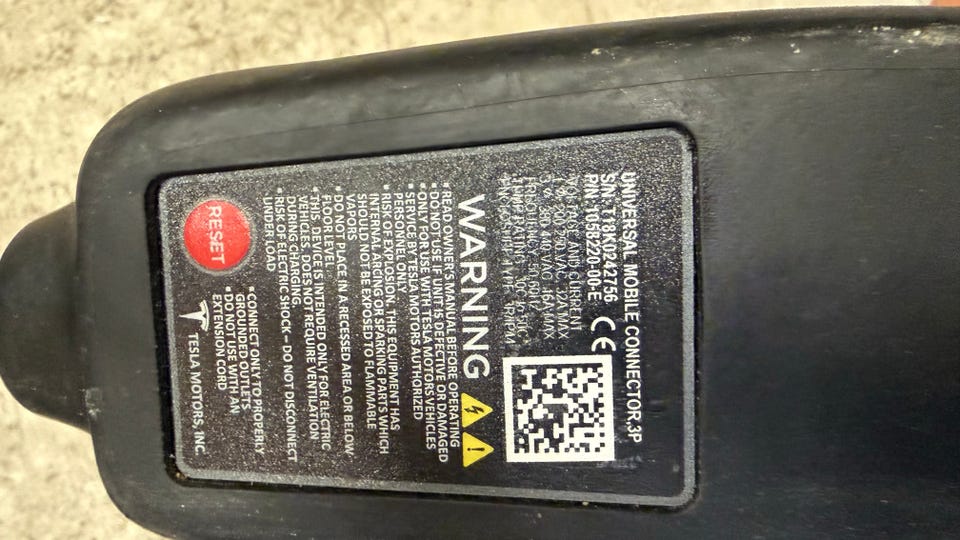 UNIVERSAL MOBILE CONNECTOR,3P
S/N: T18K0242756
P/N: 1058220-00-E
CE
VOLTAGE AND CURRENT
WARNING
• READ OWNER'S MANUAL BEFORE OPERATING
• DO NOT USE IF UNIT IS DEFECTIVE OR DAMAGED
• ONLY FOR USE WITH TESLA MOTORS VEHICLES
• SERVICE BY TESLA MOTORS AUTHORIZED
PERSONNEL ONLY
• RISK OF EXPLOSION. THIS EQUIPMENT HAS
INTERNAL ARCING OR SPARKING PARTS WHICH
SHOULD NOT BE EXPOSED TO FLAMMABLE
VAPORS
• DO NOT PLACE IN A RECESSED AREA OR BELOW
FLOOR LEVEL
• THIS DEVICE IS INTENDED ONLY FOR ELECTRIC
VEHICLES, DOES NOT REQUIRE VENTILATION
DURING CHARGING
• RISK OF ELECTRIC SHOCK — DO NOT DISCONNECT
UNDER LOAD
RESET
• CONNECT ONLY TO PROPERLY
GROUNDED OUTLETS
• DO NOT USE WITH AN
EXTENSION CORD
TESLA MOTORS, INC.